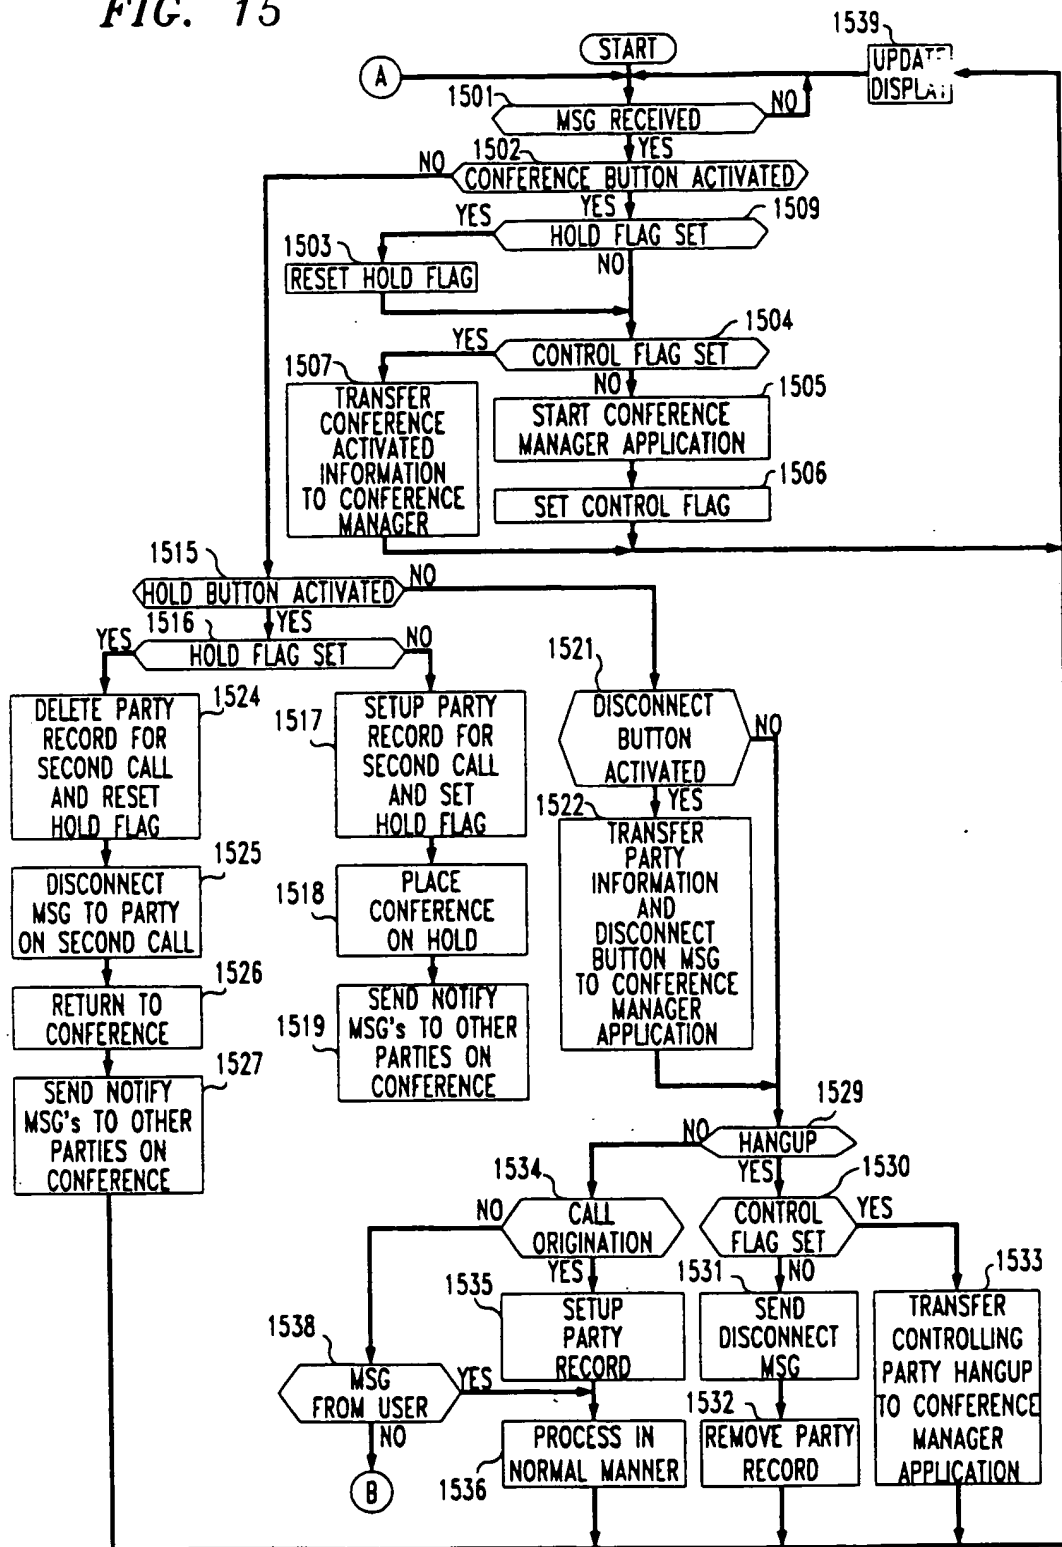 FIG. 15
1539
START
A
UPDATE
DISPLAY
1501
NO
MSG RECEIVED
1502
YES
NO
CONFERENCE BUTTON ACTIVATED
YES
YES
1509
HOLD FLAG SET
1503
NO
RESET HOLD FLAG
1504
YES
CONTROL FLAG SET
1507
NO
1505
TRANSFER
CONFERENCE
ACTIVATED
INFORMATION
TO CONFERENCE
MANAGER
START CONFERENCE
MANAGER APPLICATION
1506
SET CONTROL FLAG
1515
NO
HOLD BUTTON ACTIVATED
1516
YES
YES
NO
HOLD FLAG SET
1521
1524
DELETE PARTY
RECORD FOR
SECOND CALL
AND RESET
HOLD FLAG
1517
SETUP PARTY
RECORD FOR
SECOND CALL
AND SET
HOLD FLAG
DISCONNECT
BUTTON
ACTIVATED
NO
YES
1522
1525
DISCONNECT
MSG TO PARTY
ON SECOND CALL
1518
PLACE
CONFERENCE
ON HOLD
TRANSFER
PARTY
INFORMATION
AND
DISCONNECT
BUTTON MSG
TO CONFERENCE
MANAGER
APPLICATION
1526
RETURN TO
CONFERENCE
1519
SEND NOTIFY
MSG's TO OTHER
PARTIES ON
CONFERENCE
1527
SEND NOTIFY
MSG's TO OTHER
PARTIES ON
CONFERENCE
1529
NO
HANGUP
YES
1534
1530
NO
CALL
ORIGINATION
CONTROL
FLAG SET
YES
YES
NO
1535
1531
1533
SETUP
PARTY
RECORD
SEND
DISCONNECT
MSG
TRANSFER
CONTROLLING
PARTY HANGUP
TO CONFERENCE
MANAGER
APPLICATION
1538
MSG
FROM USER
YES
1532
NO
PROCESS IN
NORMAL MANNER
REMOVE PARTY
RECORD
1536
B